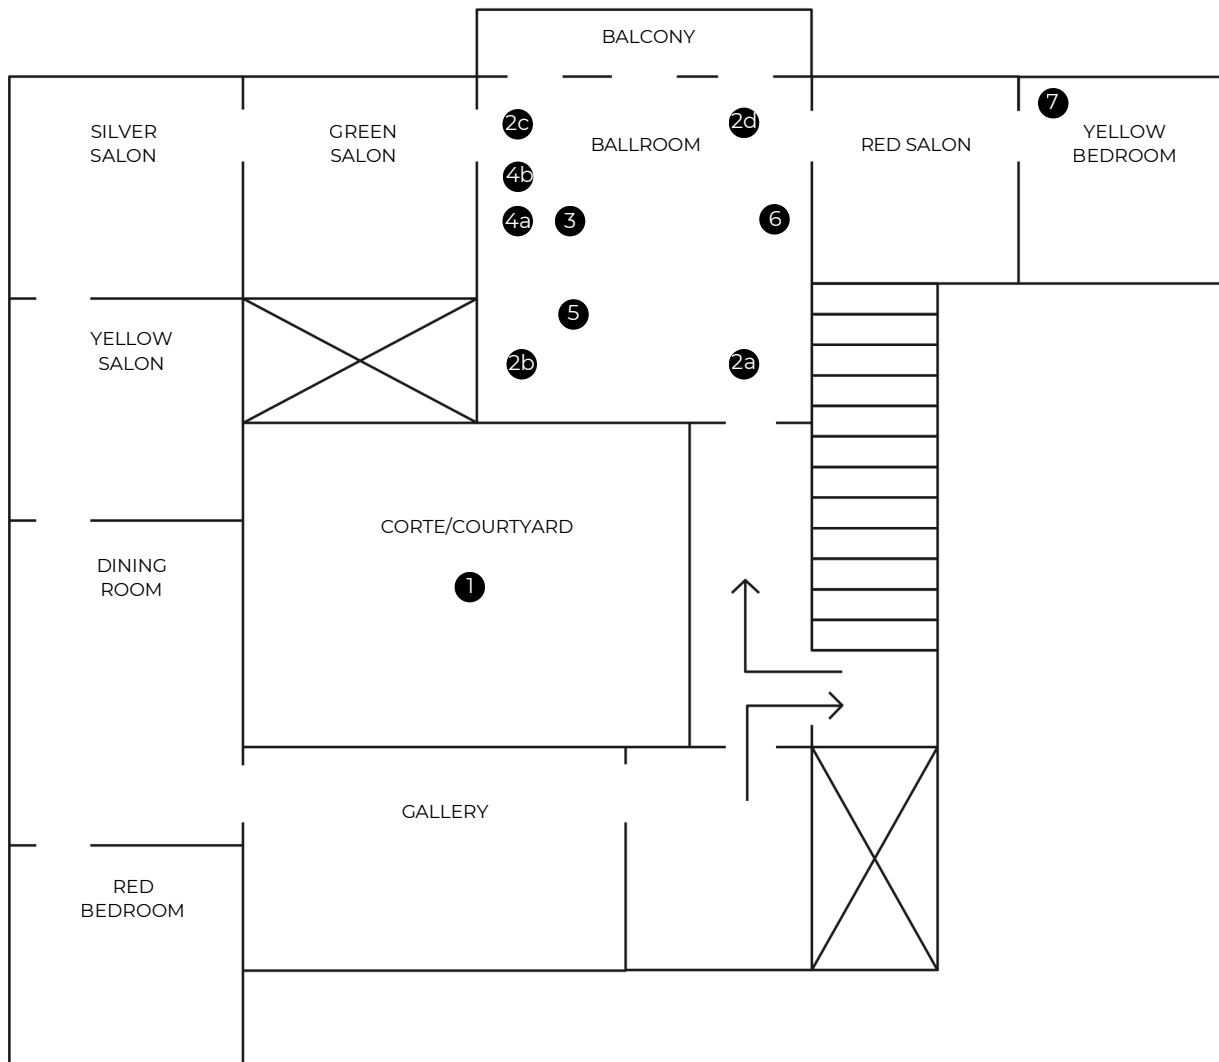 BALCONY
7
2c
2d
SILVER
SALON
GREEN
SALON
BALLROOM
RED SALON
YELLOW
BEDROOM
4b
4a
3
6
5
YELLOW
SALON
2b
2a
CORTE/COURTYARD
1
DINING
ROOM
GALLERY
RED
BEDROOM